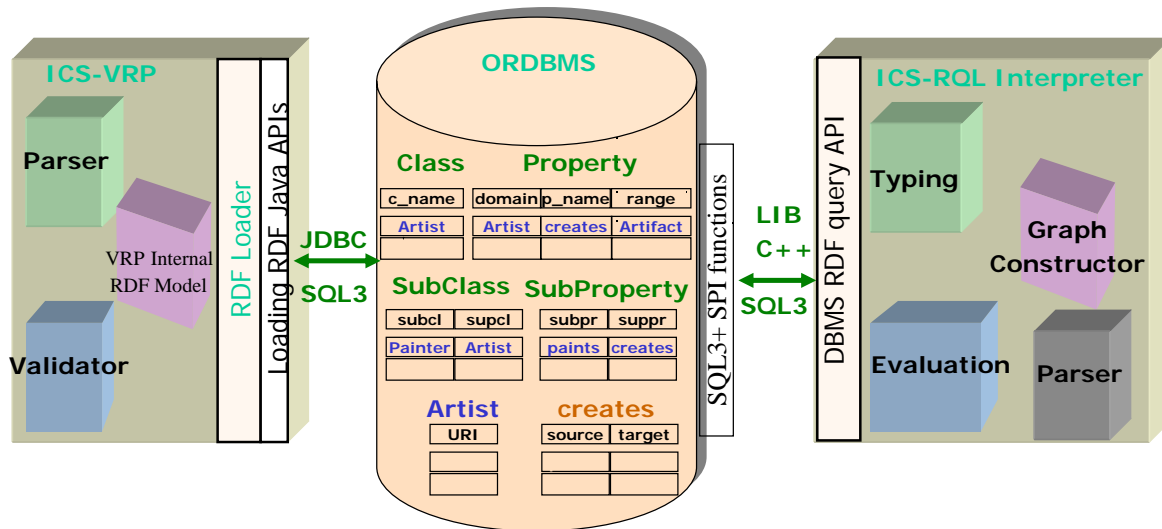 ICS-VRP
Parser
VRP Internal
RDF Model
Validator
RDF Loader
Loading RDF Java APIs
JDBC
SQL3
ORDBMS
Class
c_name
Artist
Property
domain p_name range
Artist creates Artifact
SubClass
subcl supcl
Painter Artist
SubProperty
subpr suppr
paints creates
Artist
URI
creates
source target
SQL3+ SPI functions
LIB
C++
SQL3
DBMS RDF query API
ICS-RQL Interpreter
Typing
Graph
Constructor
Evaluation
Parser